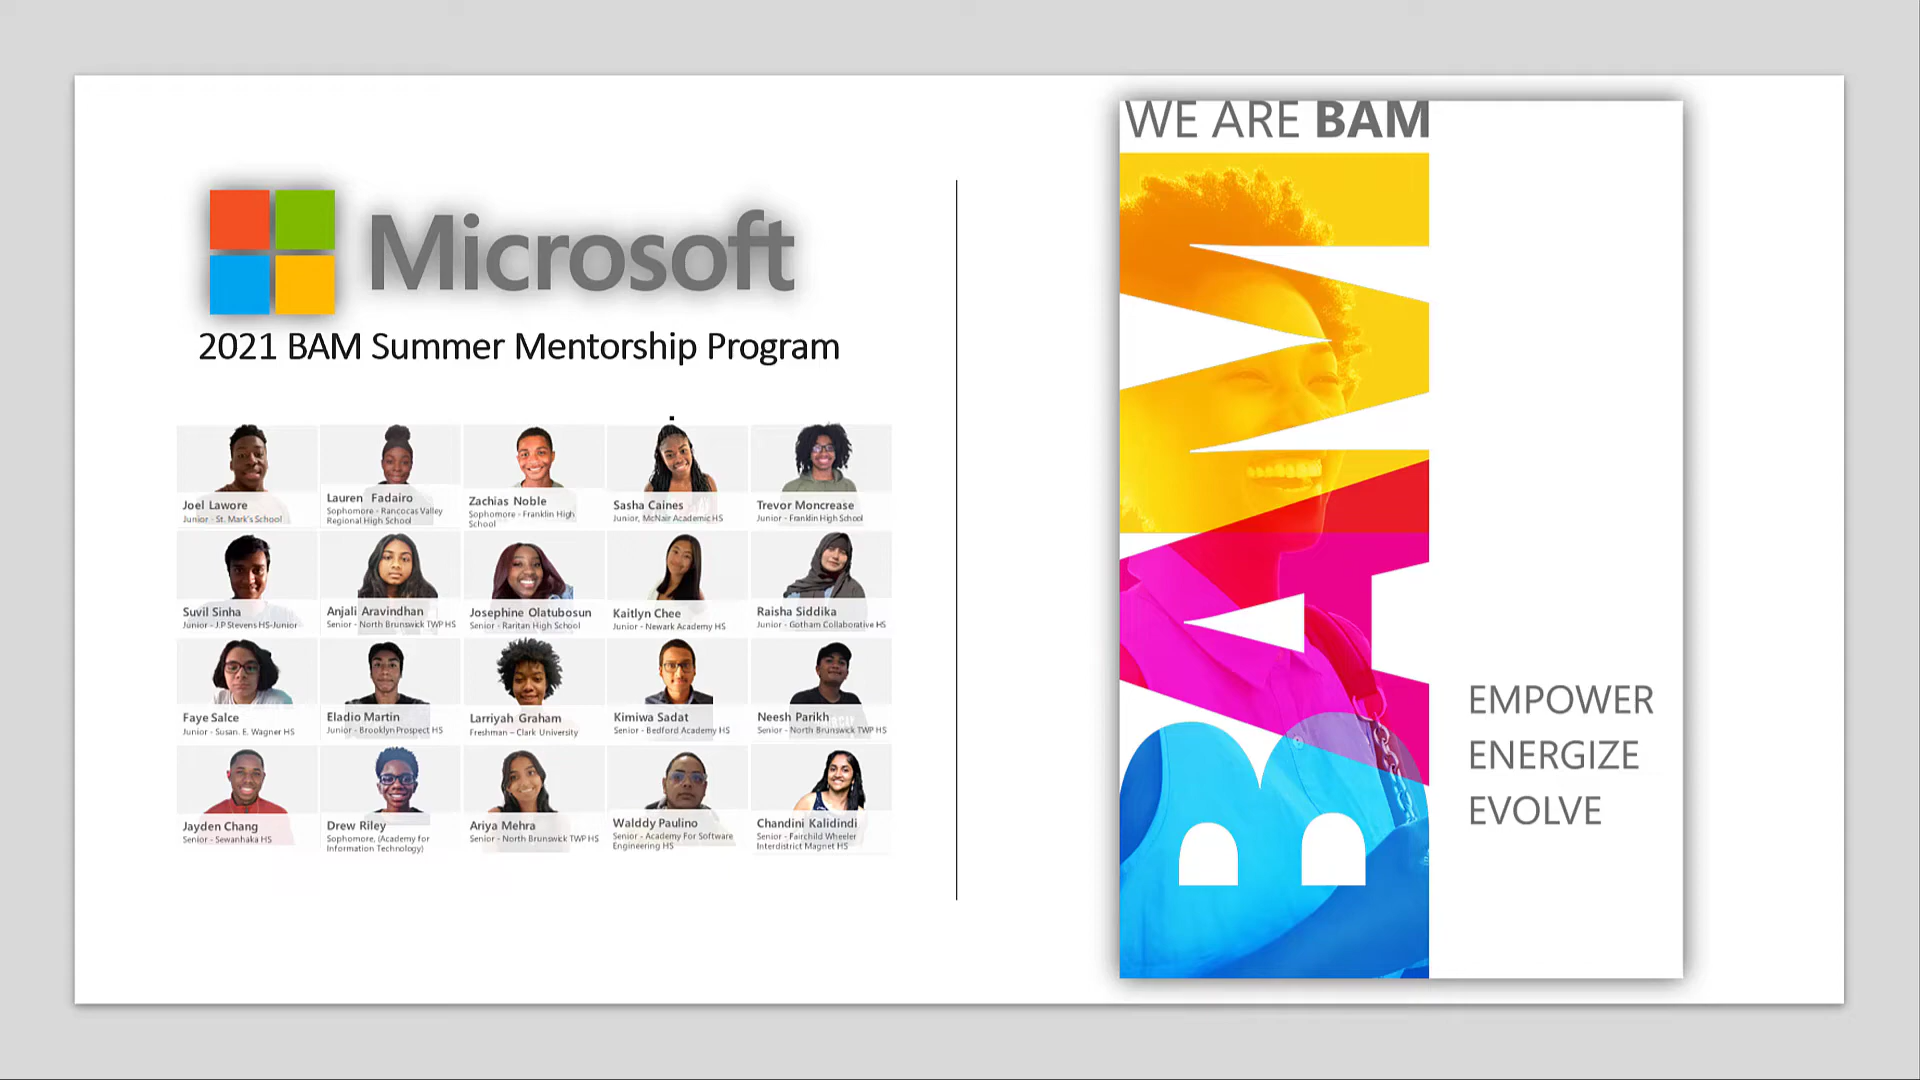 Microsoft
2021 BAM Summer Mentorship Program
.
Joel Lawore
Junior - St. Mark's School
Lauren Fadairo
Sophomore - Rancocas Valley
Regional High School
Zachias Noble
Sophomore - Franklin High
School
Sasha Caines
Junior, McNair Academic HS
Trevor Moncrease
Junior - Franklin High School
Suvil Sinha
Junior - J.P Stevens HS-Junior
Anjali Aravindhan
Senior - North Brunswick TWP HS
Josephine Olatubosun
Senior - Raritan High School
Kaitlyn Chee
Junior - Newark Academy HS
Raisha Siddika
Junior - Gotham Collaborative HS
Faye Salce
Junior - Susan. E. Wagner HS
Eladio Martin
Junior - Brooklyn Prospect HS
Larriyah Graham
Freshman – Clark University
Kimiwa Sadat
Senior - Bedford Academy HS
Neesh Parikh
Senior - North Brunswick TWP HS
Jayden Chang
Senior - Sewanhaka HS
Drew Riley
Sophomore, (Academy for
Information Technology)
Ariya Mehra
Senior - North Brunswick TWP HS
Walddy Paulino
Senior - Academy For Software
Engineering HS
Chandini Kalidindi
Senior - Fairchild Wheeler
Interdistrict Magnet HS
WE ARE BAM
BAM
EMPOWER
ENERGIZE
EVOLVE